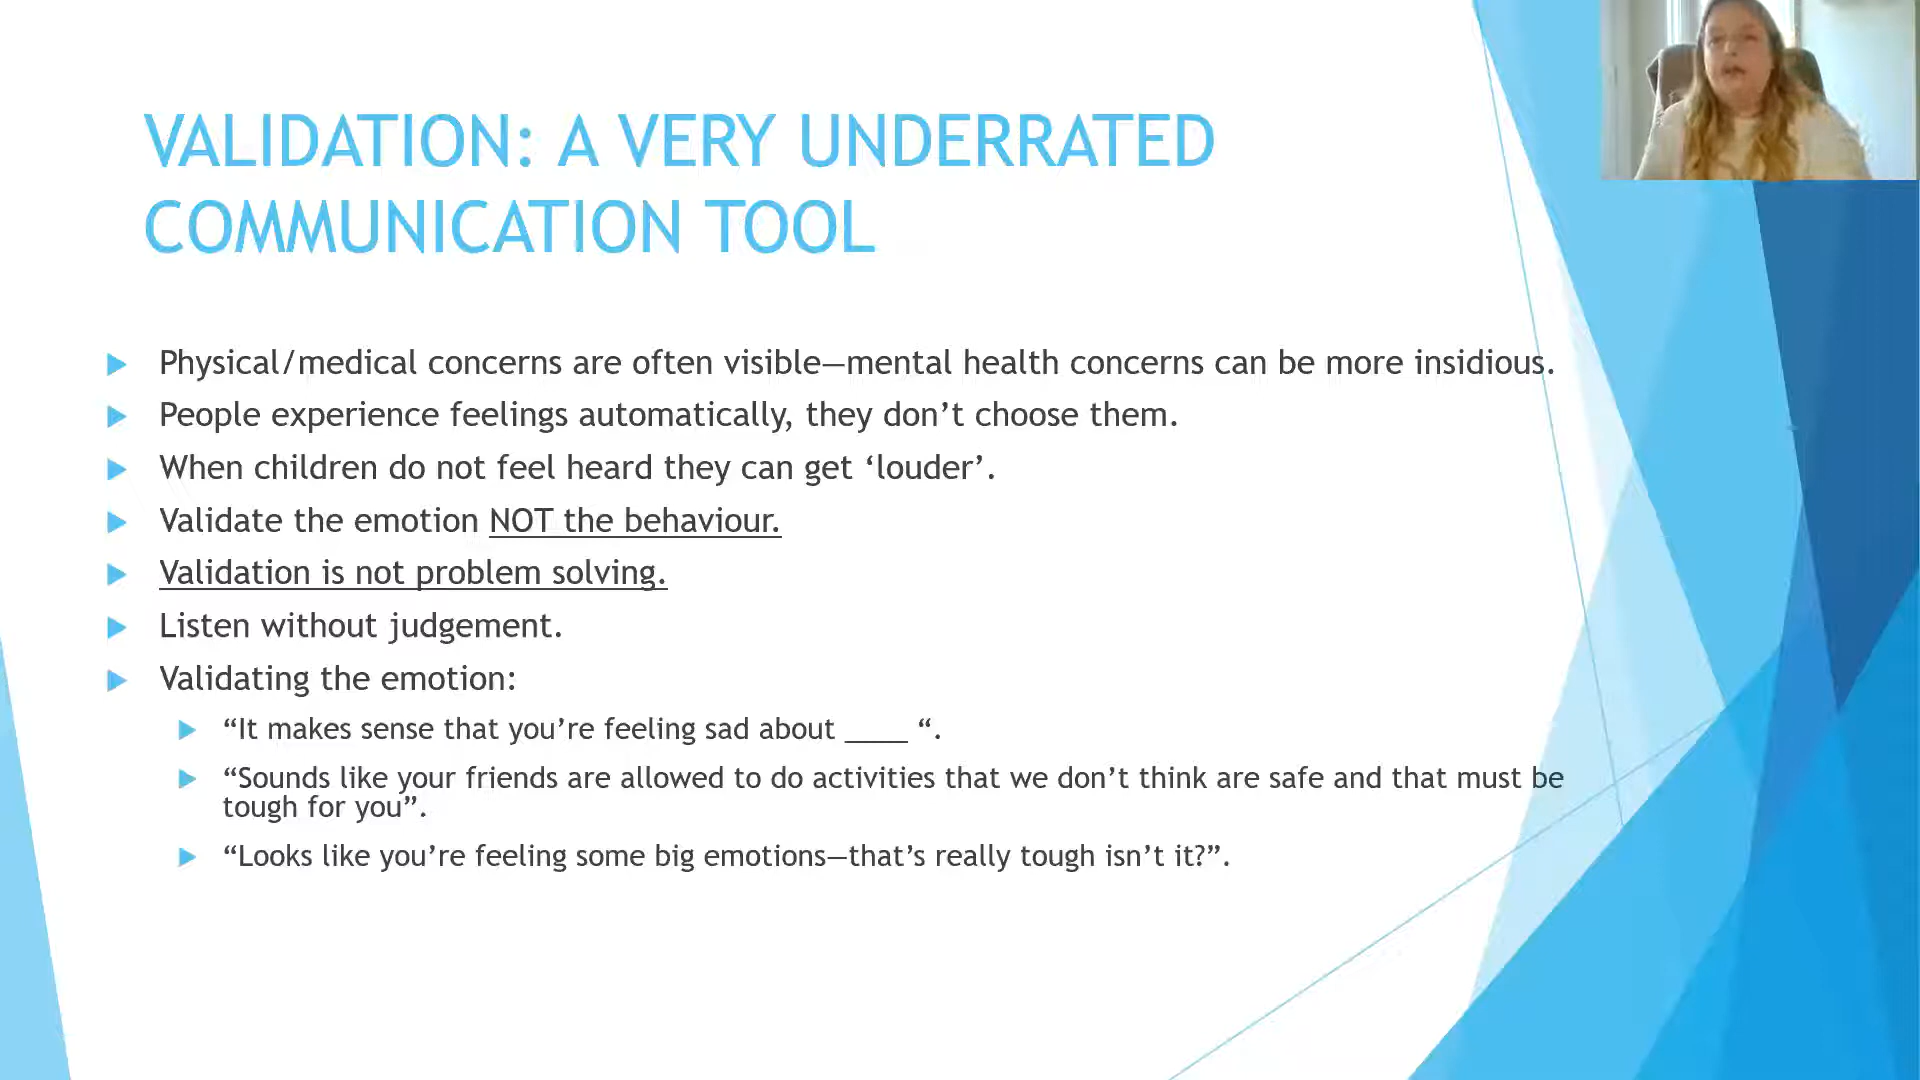 VALIDATION: A VERY UNDERRATED
COMMUNICATION TOOL
Physical/medical concerns are often visible—mental health concerns can be more insidious.
People experience feelings automatically, they don’t choose them.
When children do not feel heard they can get ‘louder’.
Validate the emotion NOT the behaviour.
Validation is not problem solving.
Listen without judgement.
Validating the emotion:
“It makes sense that you’re feeling sad about ____ “.
“Sounds like your friends are allowed to do activities that we don’t think are safe and that must be
tough for you”.
“Looks like you’re feeling some big emotions—that’s really tough isn’t it?”.